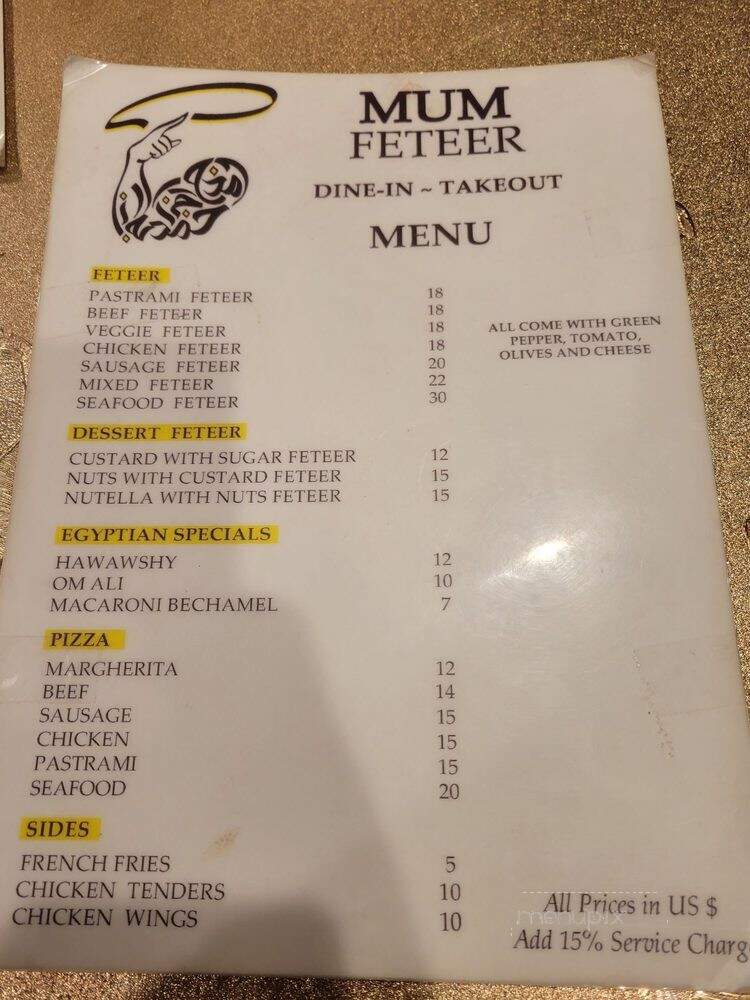 MUM
FETEER
DINE-IN ~ TAKEOUT
MENU
FETEER
PASTRAMI FETEER 18
BEEF FETEER 18
VEGGIE FETEER 18
CHICKEN FETEER 18
SAUSAGE FETEER 20
MIXED FETEER 22
SEAFOOD FETEER 30
ALL COME WITH GREEN
PEPPER, TOMATO,
OLIVES AND CHEESE
DESSERT FETEER
CUSTARD WITH SUGAR FETEER 12
NUTS WITH CUSTARD FETEER 15
NUTELLA WITH NUTS FETEER 15
EGYPTIAN SPECIALS
HAWAWSHY 12
OM ALI 10
MACARONI BECHAMEL 7
PIZZA
MARGHERITA 12
BEEF 14
SAUSAGE 15
CHICKEN 15
PASTRAMI 15
SEAFOOD 20
SIDES
FRENCH FRIES 5
CHICKEN TENDERS 10
CHICKEN WINGS 10
All Prices in US $
Add 15% Service Charg
menupix